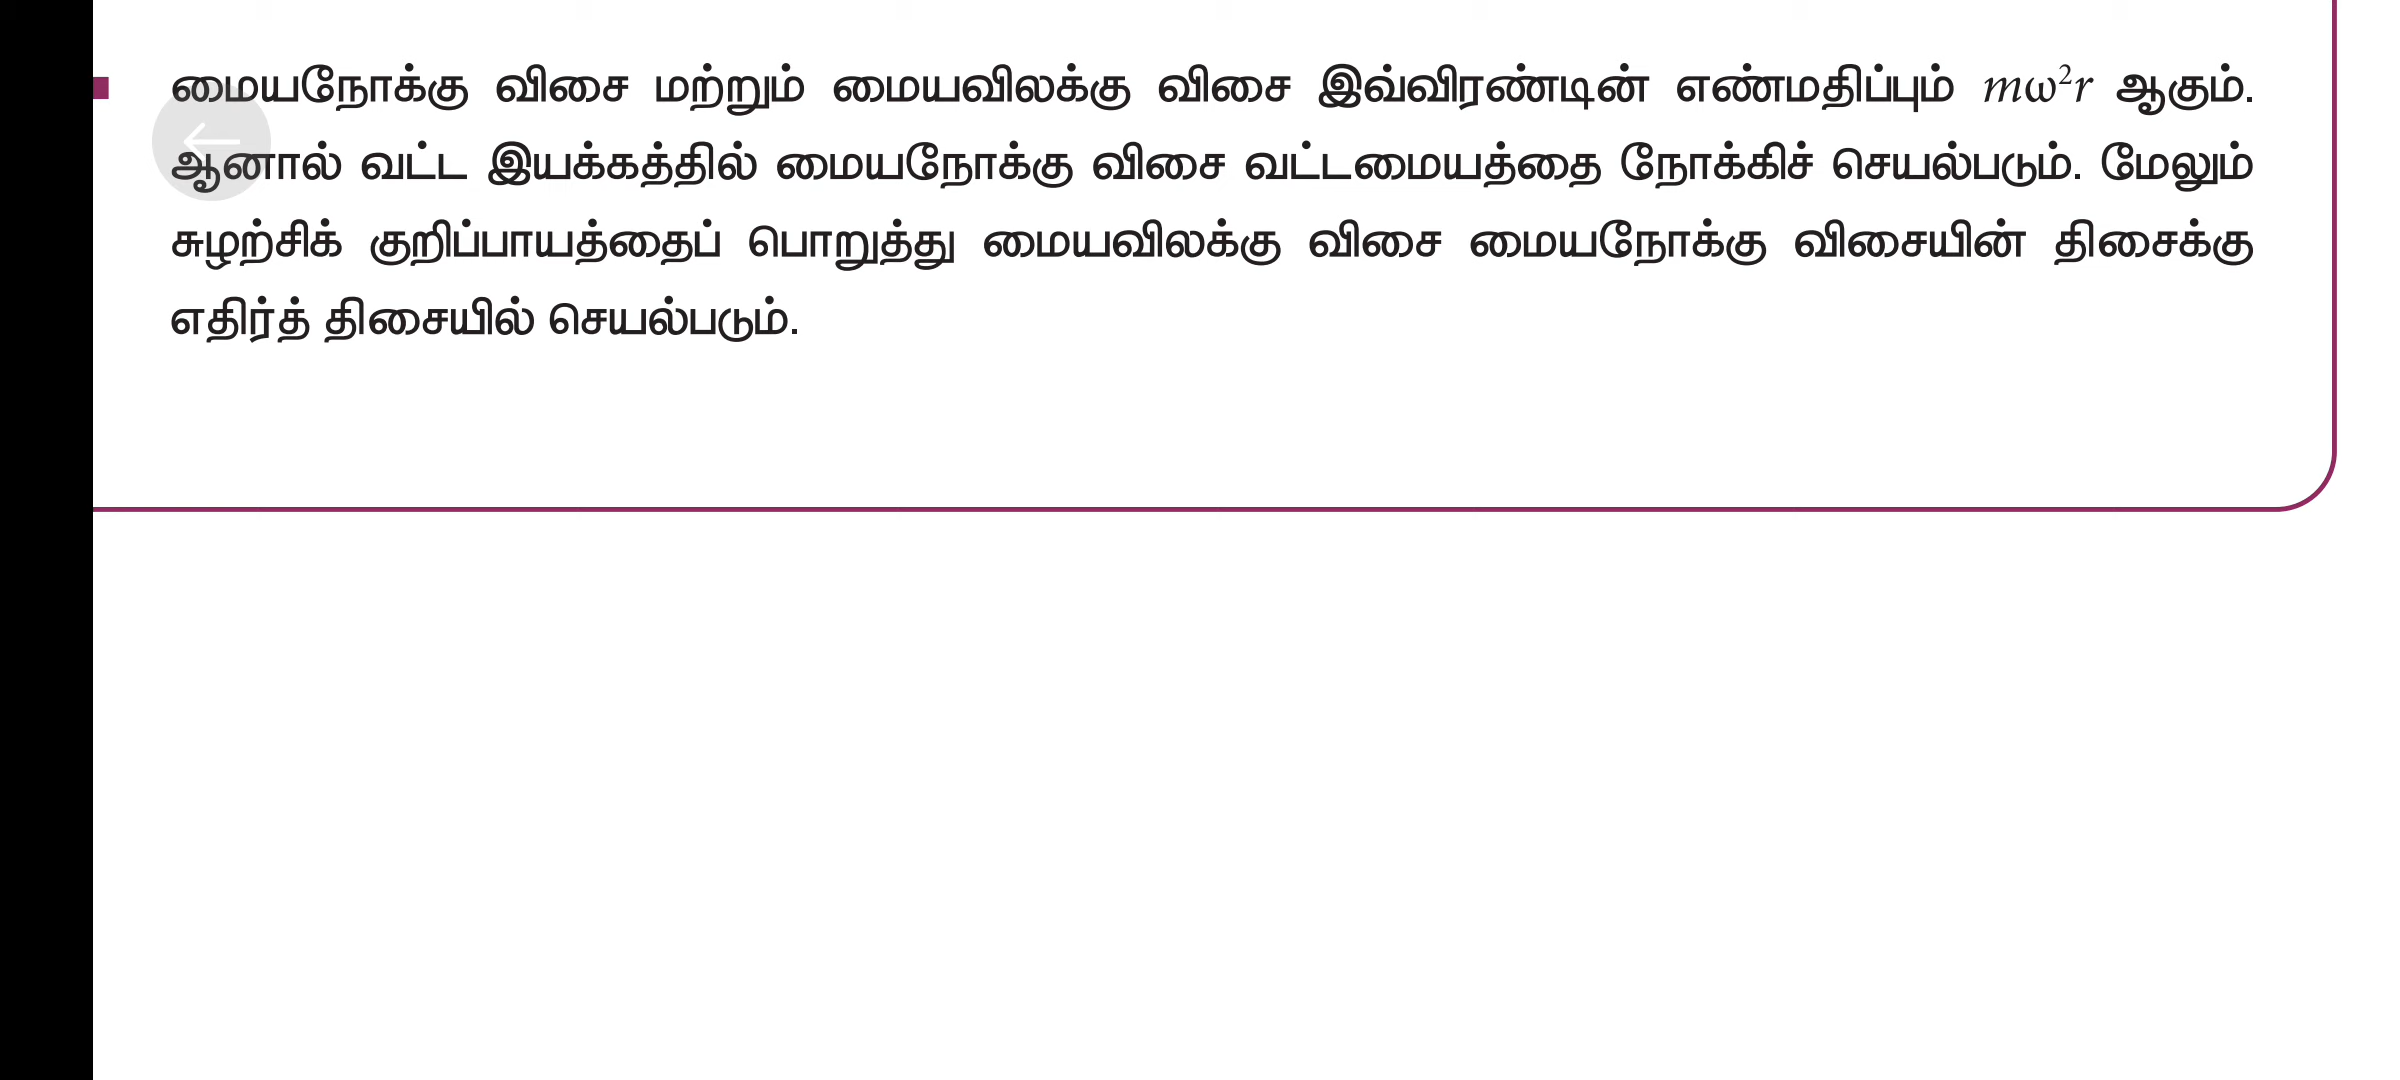 மையநோக்கு விசை மற்றும் மையவிலக்கு விசை இவ்விரண்டின் எண்மதிப்பும் mω²r ஆகும்.
ஆனால் வட்ட இயக்கத்தில் மையநோக்கு விசை வட்டமையத்தை நோக்கிச் செயல்படும். மேலும்
சுழற்சிக் குறிப்பாயத்தைப் பொறுத்து மையவிலக்கு விசை மையநோக்கு விசையின் திசைக்கு
எதிர்த் திசையில் செயல்படும்.